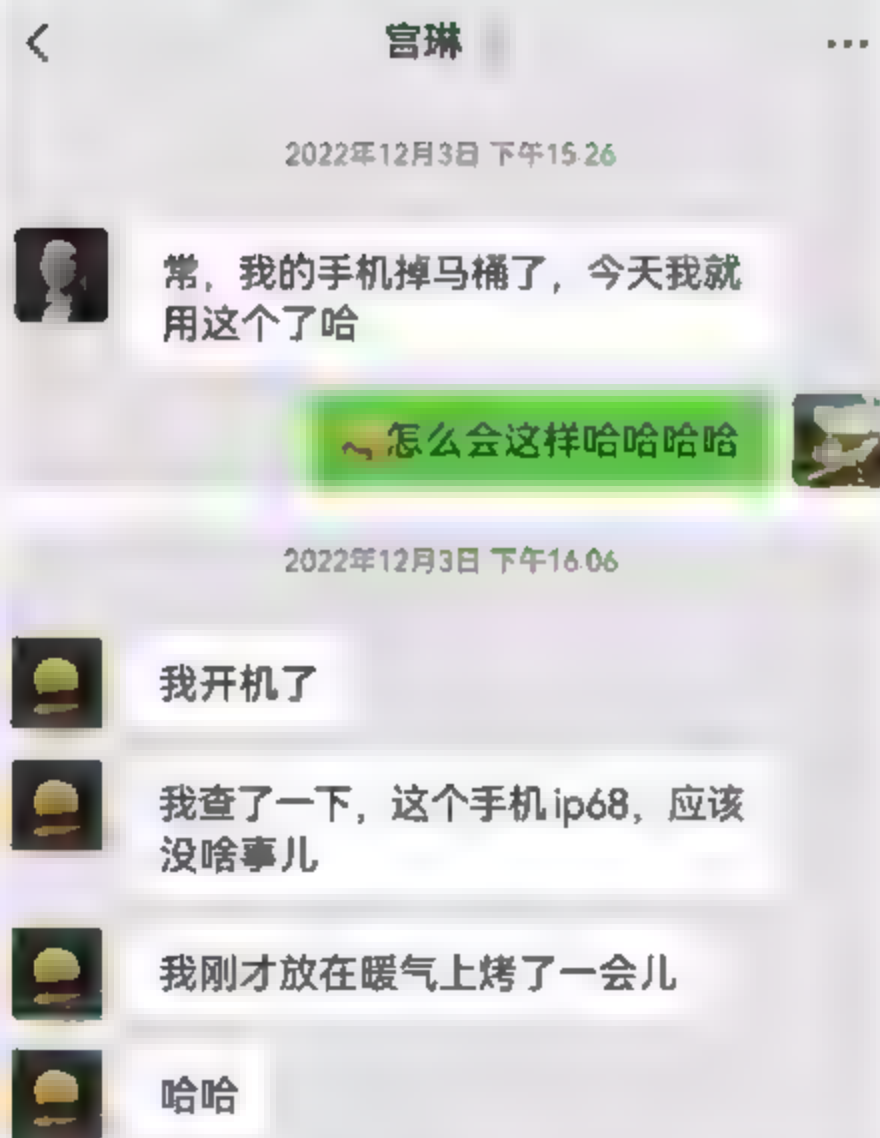 宫琳
2022年12月3日 下午15:26
常，我的手机掉马桶了，今天我就
用这个了哈
怎么会这样哈哈哈哈
2022年12月3日 下午16:06
我开机了
我查了一下，这个手机ip68，应该
没啥事儿
我刚才放在暖气上烤了一会儿
哈哈